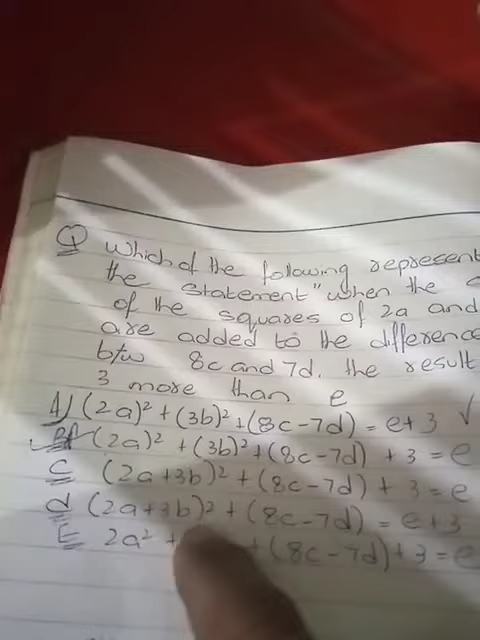 Q Which of the following represent
the statement "when the
of the squares of 2a and
are added to the difference
b/w 8c and 7d. the result
3 more than e
A) (2a)² + (3b)² + (8c - 7d) = e + 3 ✓
(2a)² + (3b)² + (8c - 7d) + 3 = e
C (2a + 3b)² + (8c - 7d) + 3 = e
d (2a + 3b)² + (8c - 7d) = e + 3
E 2a² + + (8c - 7d) + 3 = e